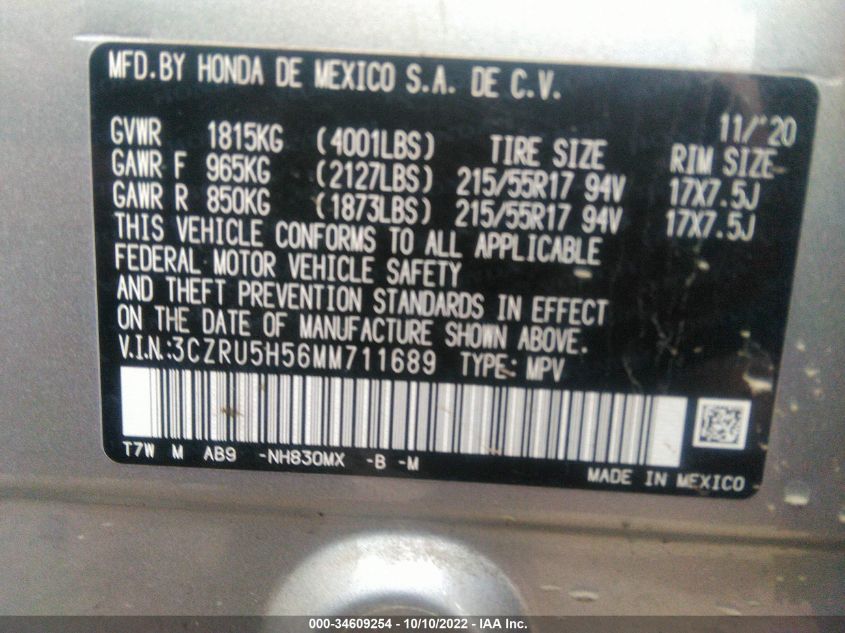 MFD.BY HONDA DE MEXICO S.A. DE C.V.
11/'20
GVWR 1815KG (4001LBS) TIRE SIZE RIM SIZE
GAWR F 965KG (2127LBS) 215/55R17 94V 17X7.5J
GAWR R 850KG (1873LBS) 215/55R17 94V 17X7.5J
THIS VEHICLE CONFORMS TO ALL APPLICABLE
FEDERAL MOTOR VEHICLE SAFETY
AND THEFT PREVENTION STANDARDS IN EFFECT
ON THE DATE OF MANUFACTURE SHOWN ABOVE.
V.I.N.:3CZRU5H56MM711689 TYPE: MPV
T7W M AB9 -NH830MX -B -M
MADE IN MEXICO
000-34609254 - 10/10/2022 - IAA Inc.